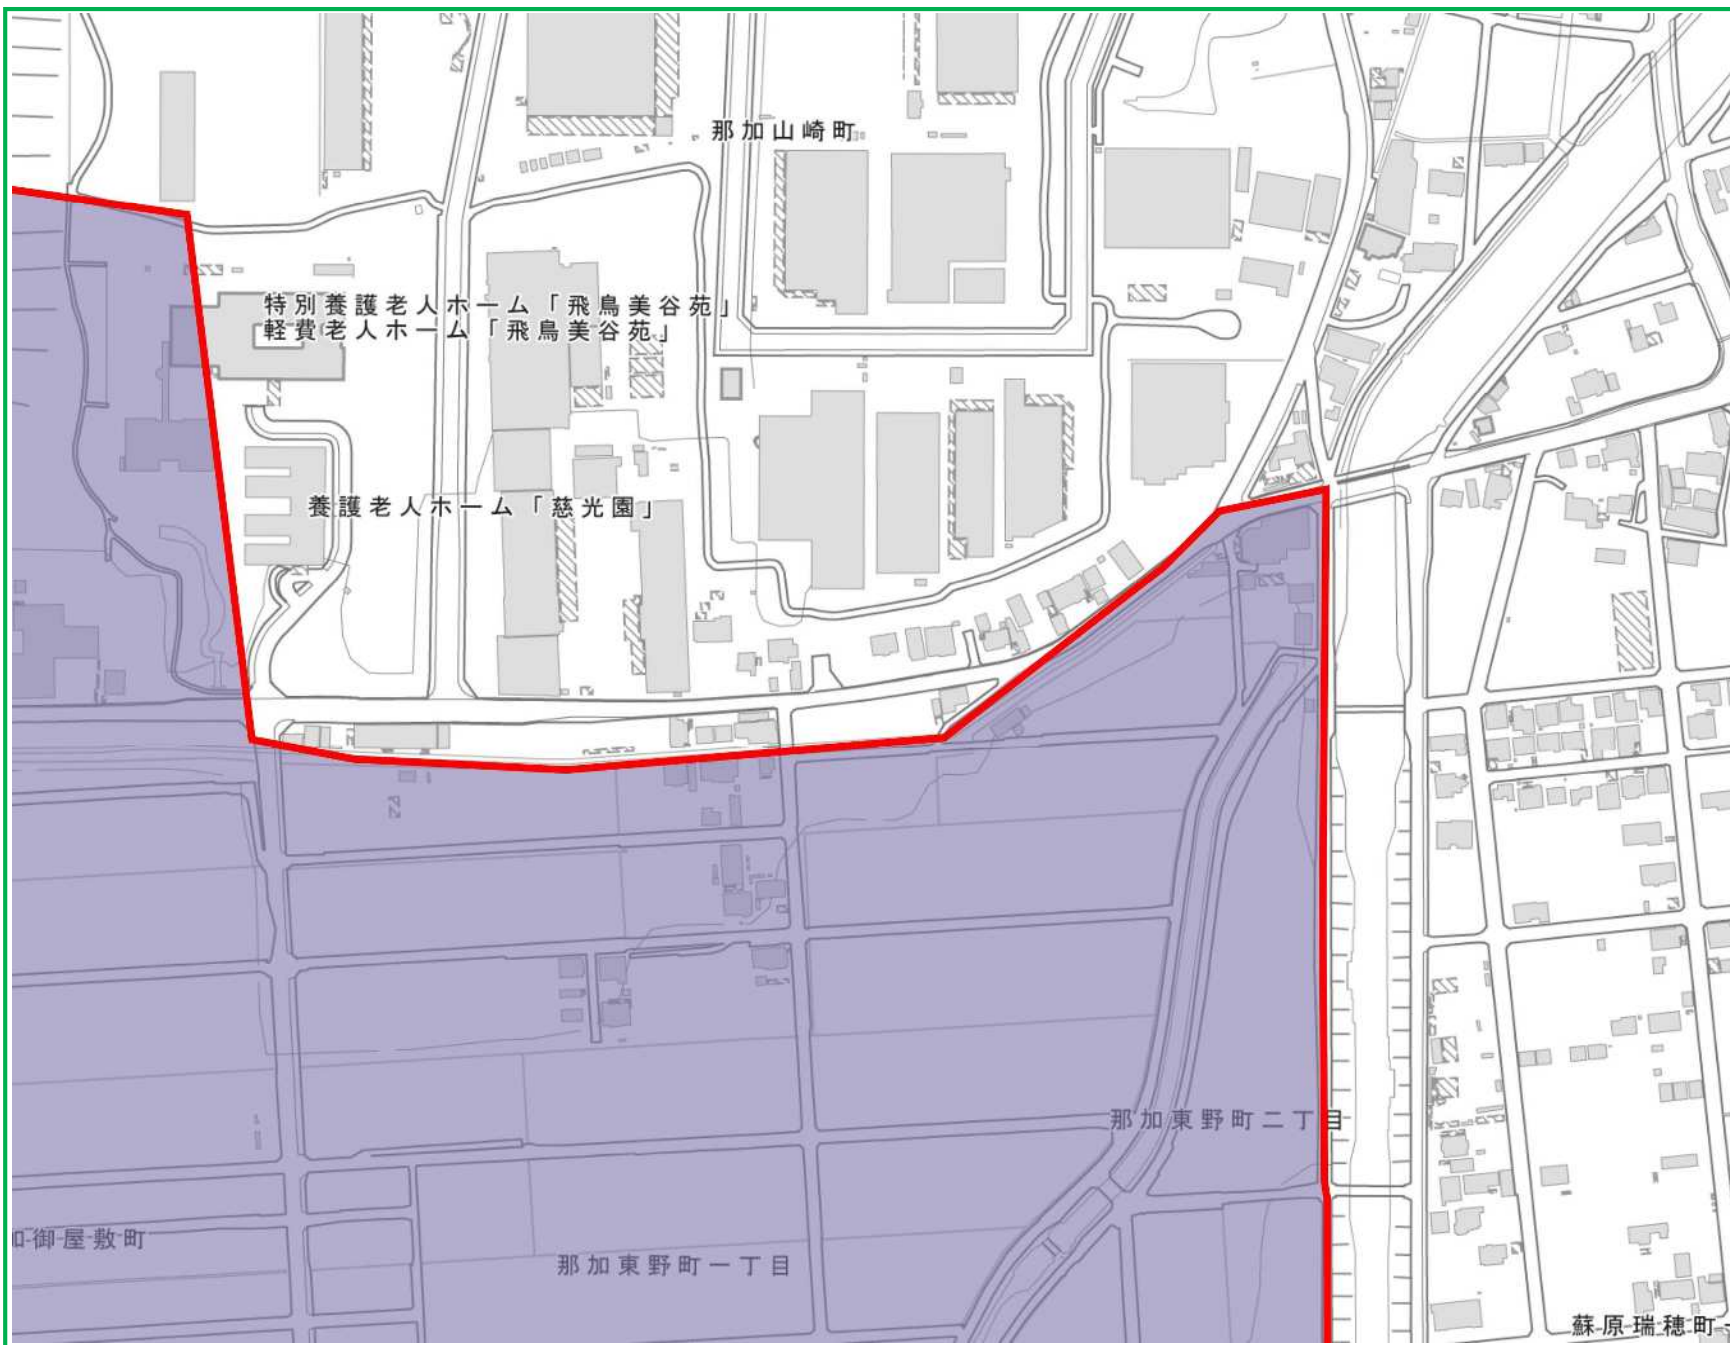 那加山崎町
特別養護老人ホーム「飛鳥美谷苑」
軽費老人ホーム「飛鳥美谷苑」
養護老人ホーム「慈光園」
那加東野町二丁目
御屋敷町
那加東野町一丁目
蘇原瑞穂町